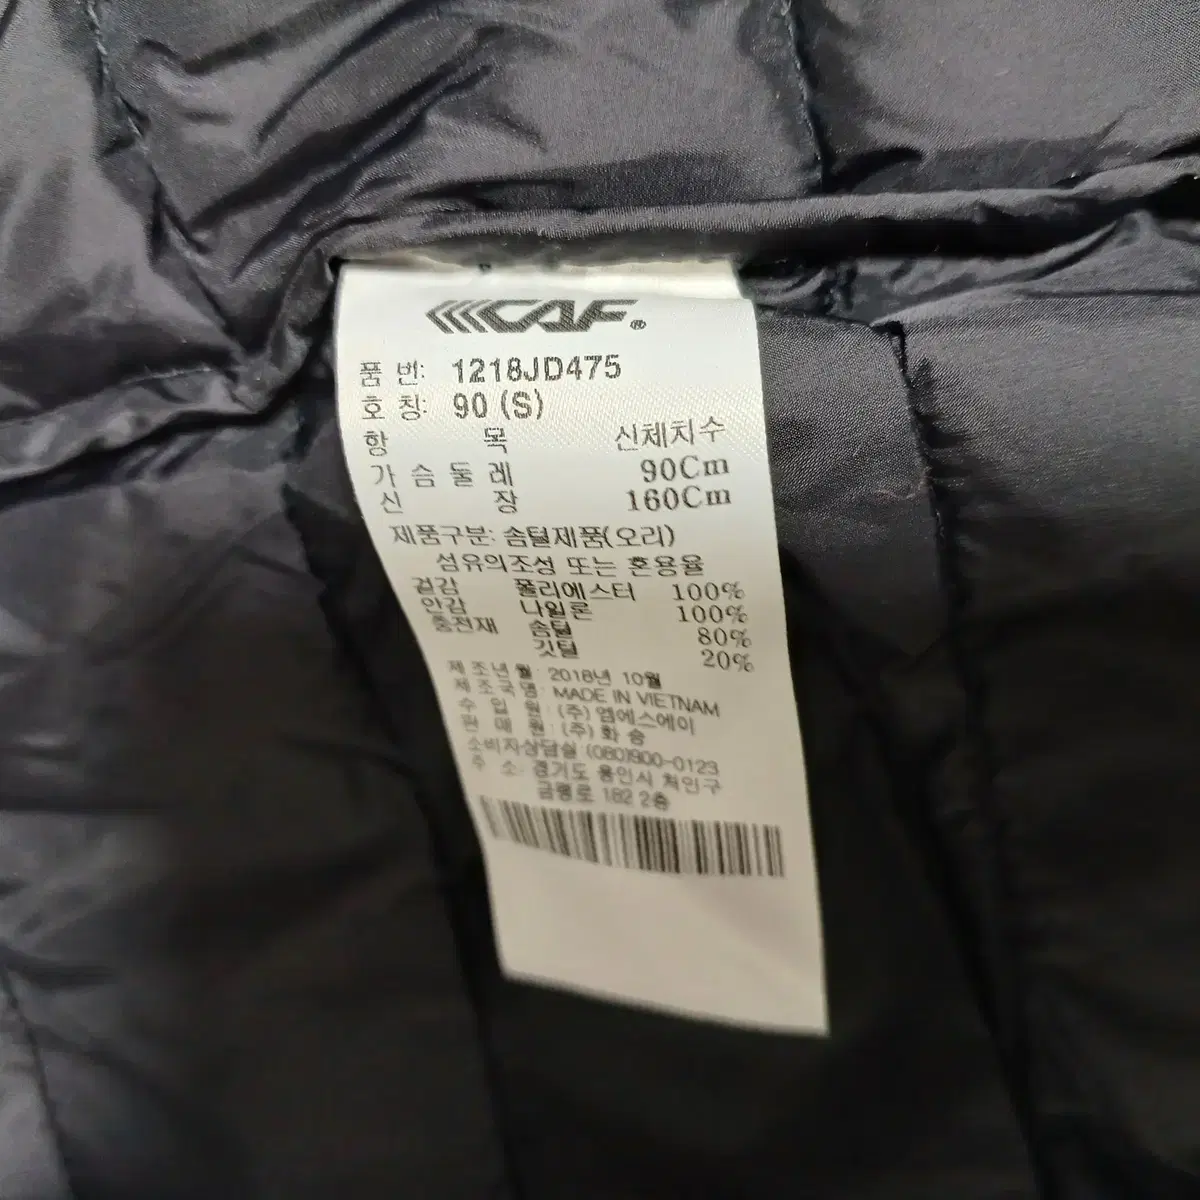 CAF®
품 번: 1218JD475
호 칭: 90 (S)
항 목 신체치수
가 슴 둘 레 90Cm
신 장 160Cm
제품구분: 솜털제품(오리)
섬유의조성 또는 혼용율
겉감 폴리에스터 100%
안감 나일론 100%
충전재 솜털 80%
깃털 20%
제 조 년 월: 2018년 10월
제 조 국 명: MADE IN VIETNAM
수 입 원: (주) 엠에스에이
판 매 원: (주) 화 승
소비자상담실 (080)900-0123
주 소: 경기도 용인시 처인구
금령로 182 2층